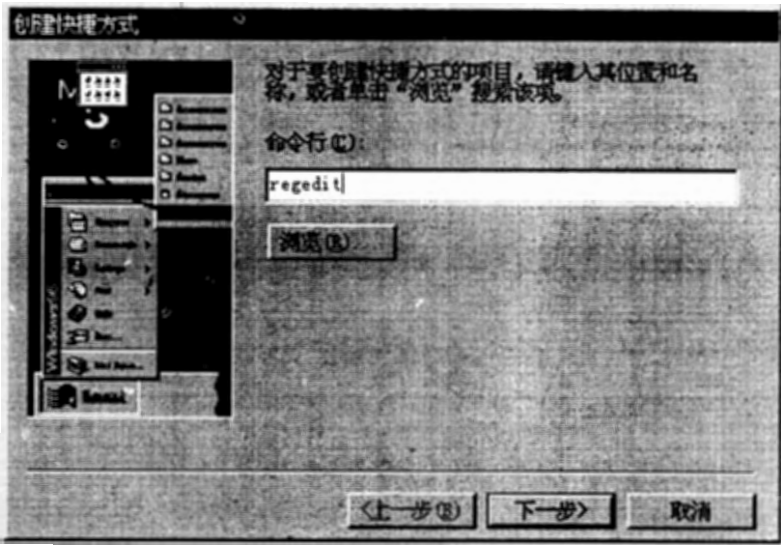 创建快捷方式
对于要创建快捷方式的项目，请键入其位置和名
称，或者单击“浏览”搜索该项。
命令行(C):
regedit
浏览(R)
<上一步(B)
下一步>
取消